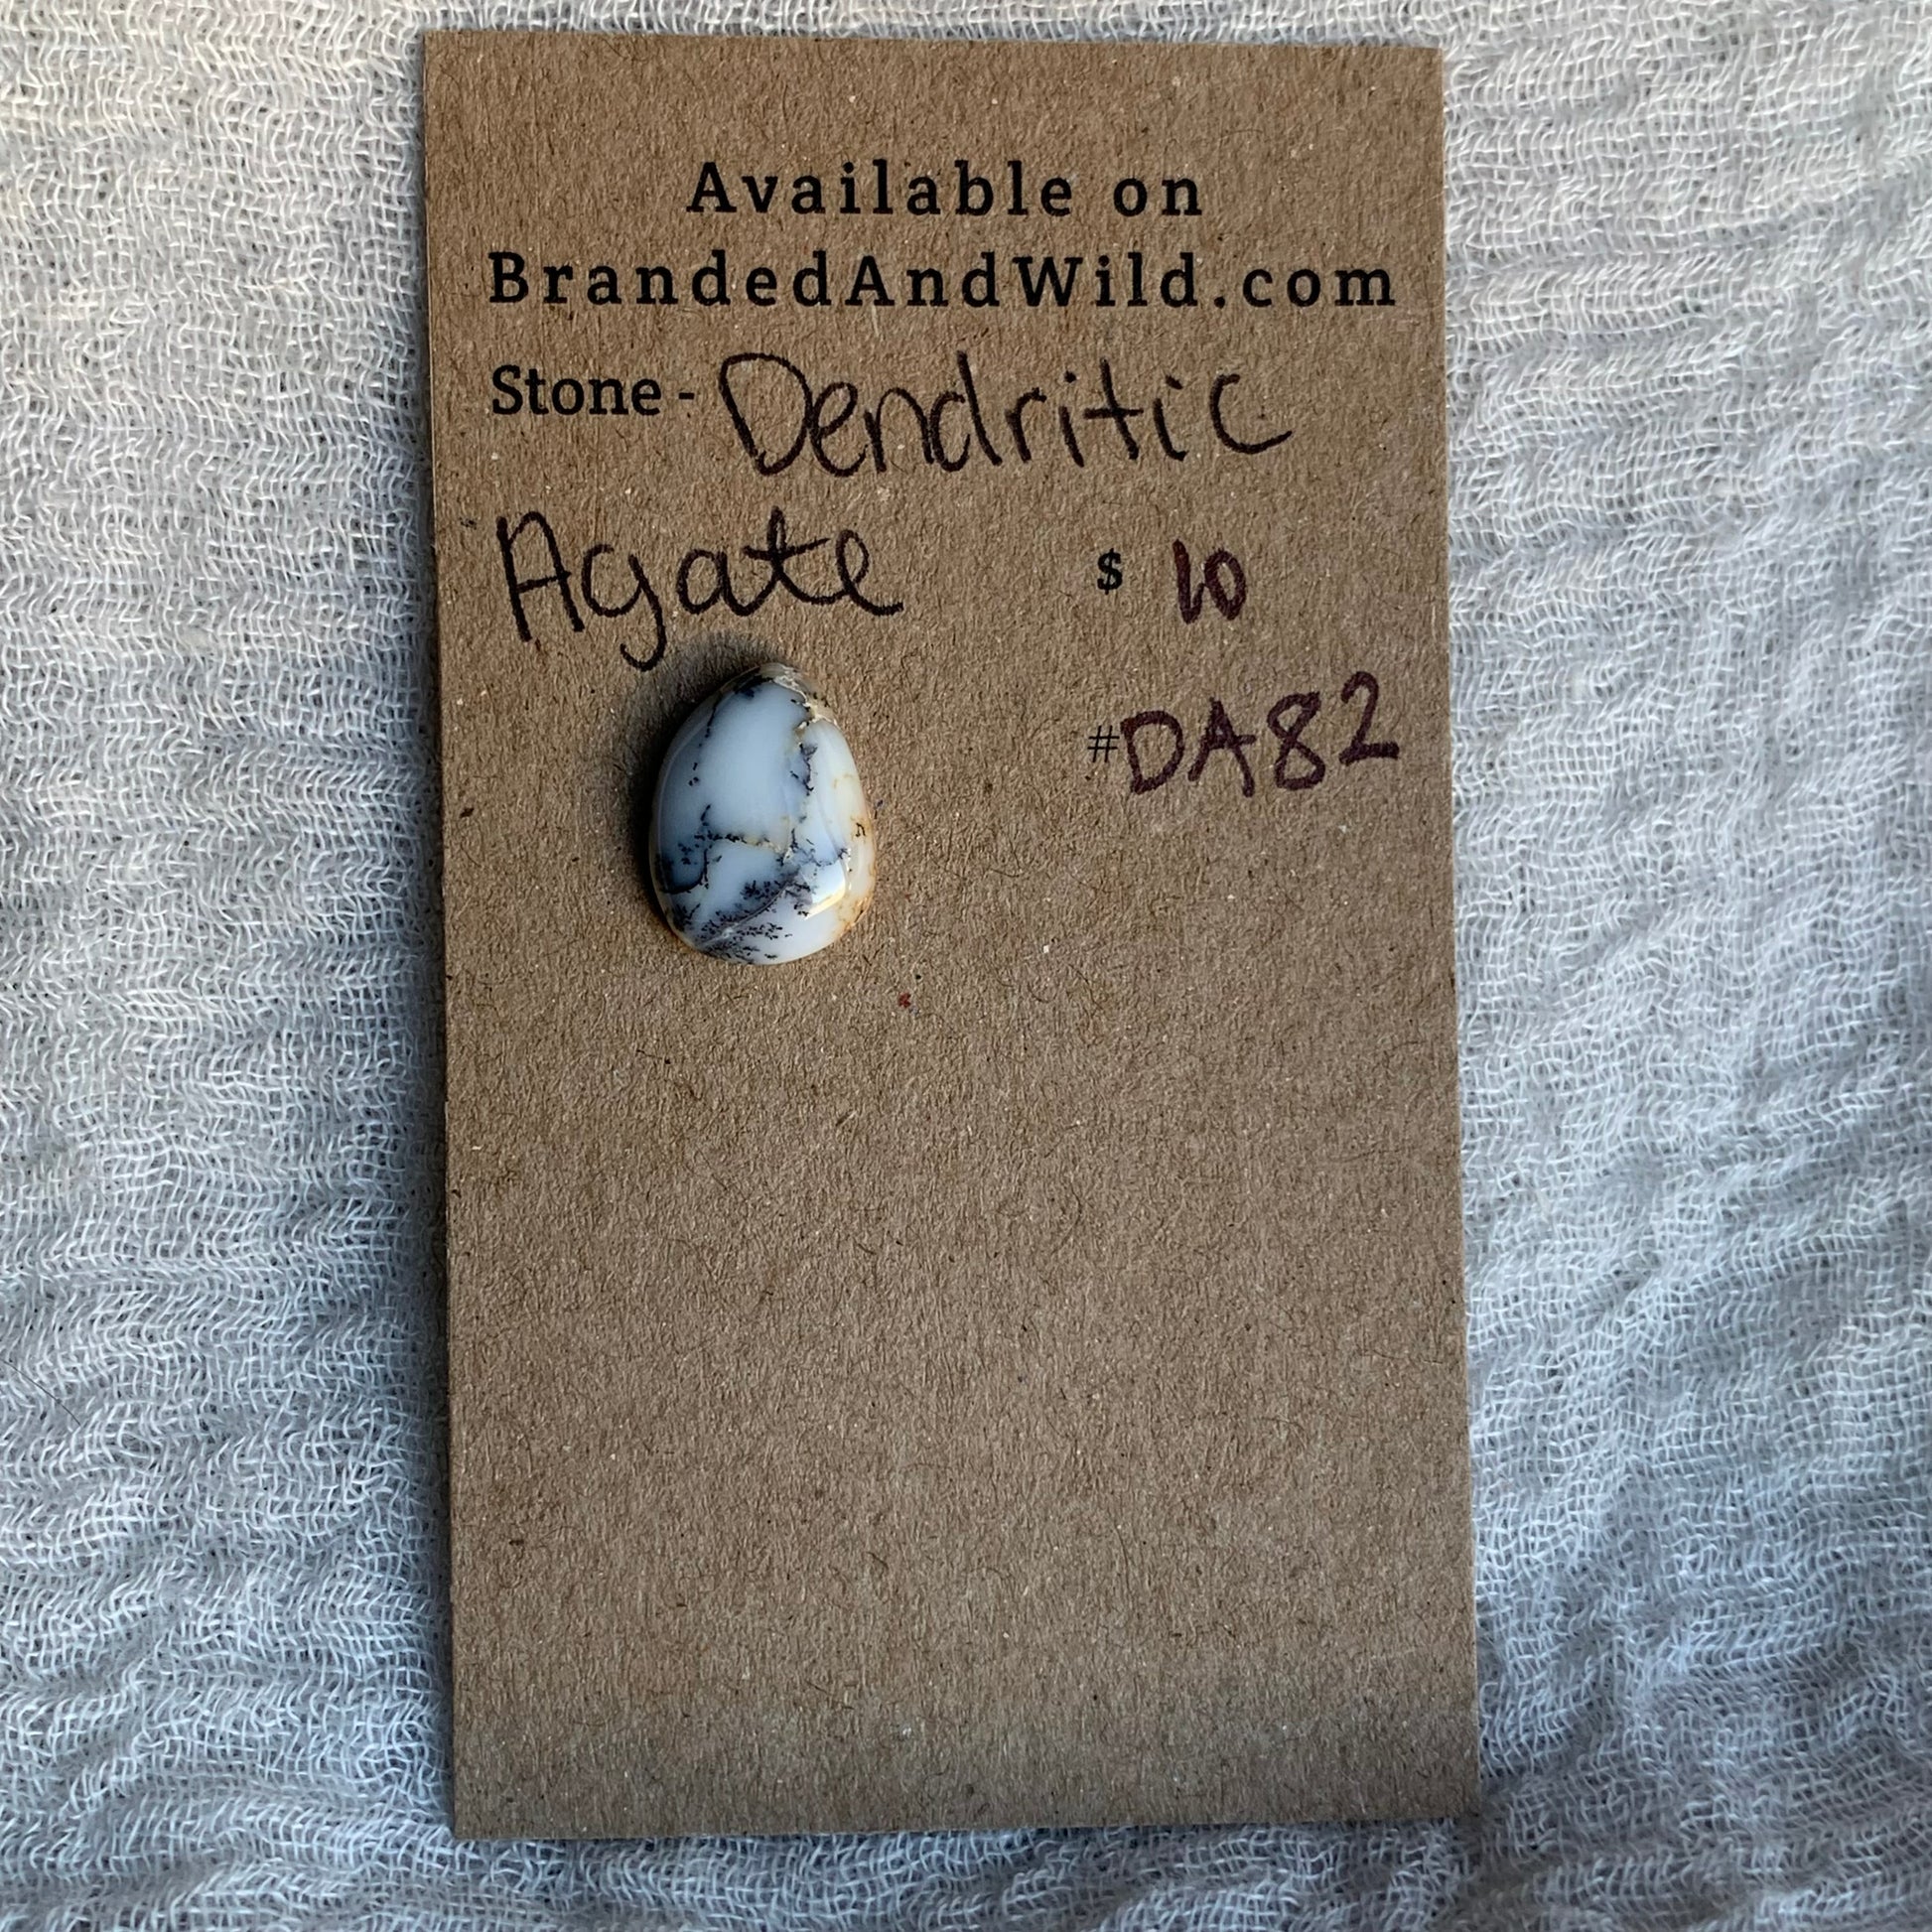 Available on
BrandedAndWild.com
Stone - Dendritic
Agate $ 10
#DA82